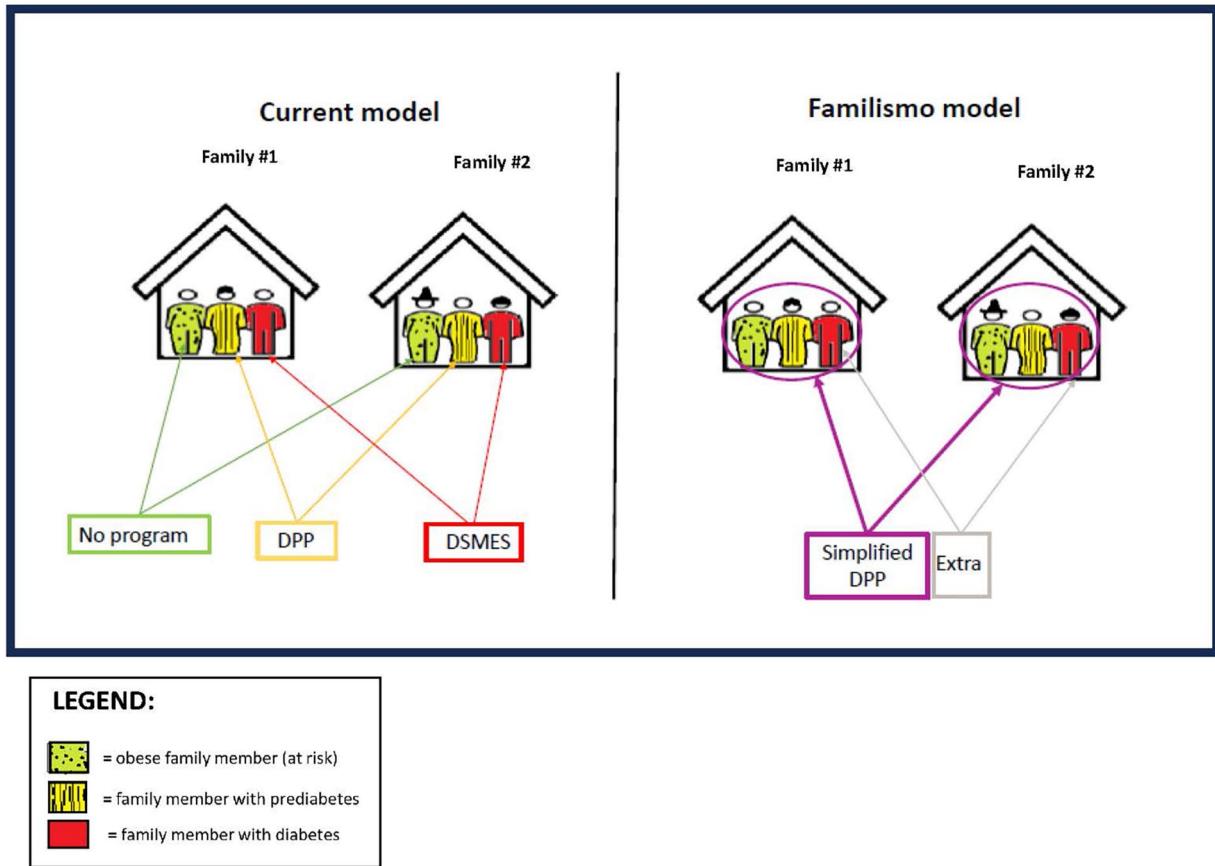 Current model
Family #1
Family #2
No program
DPP
DSMES
Familismo model
Family #1
Family #2
Simplified
DPP
Extra
LEGEND:
= obese family member (at risk)
= family member with prediabetes
= family member with diabetes